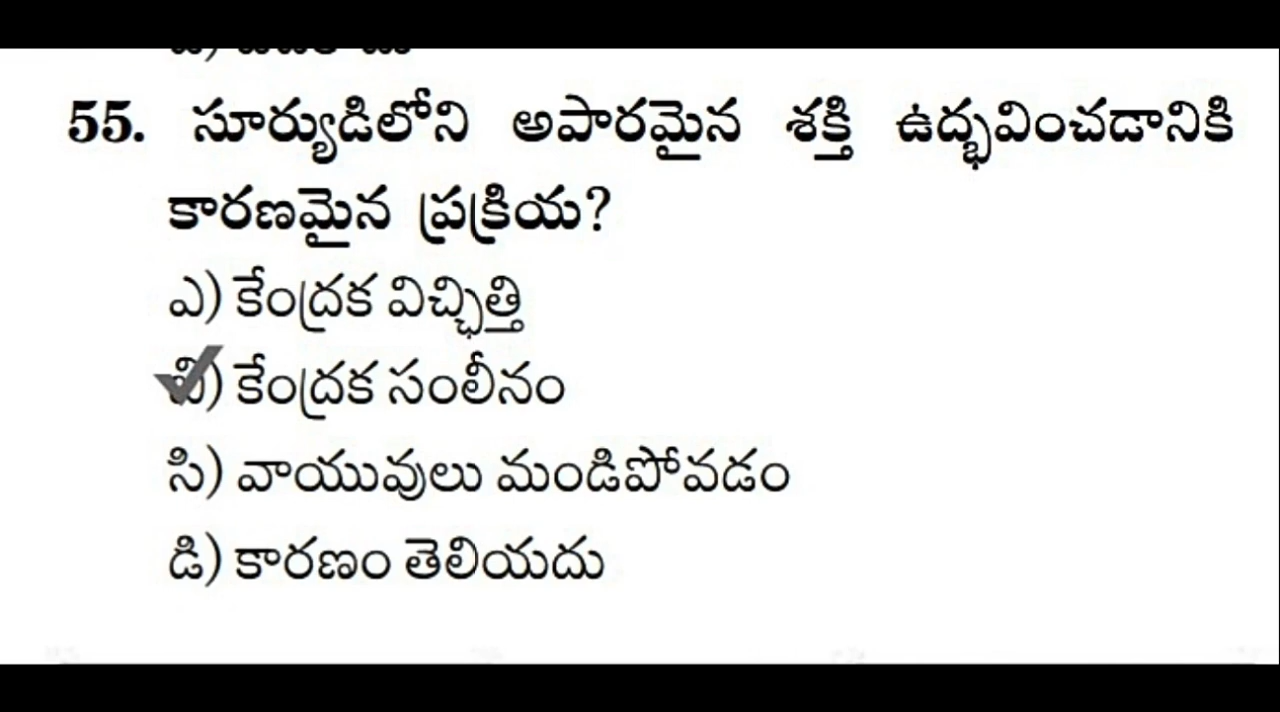 55. సూర్యుడిలోని అపారమైన శక్తి ఉద్భవించడానికి
కారణమైన ప్రక్రియ?
ఎ) కేంద్రక విచ్ఛిత్తి
బి) కేంద్రక సంలీనం
సి) వాయువులు మండిపోవడం
డి) కారణం తెలియదు